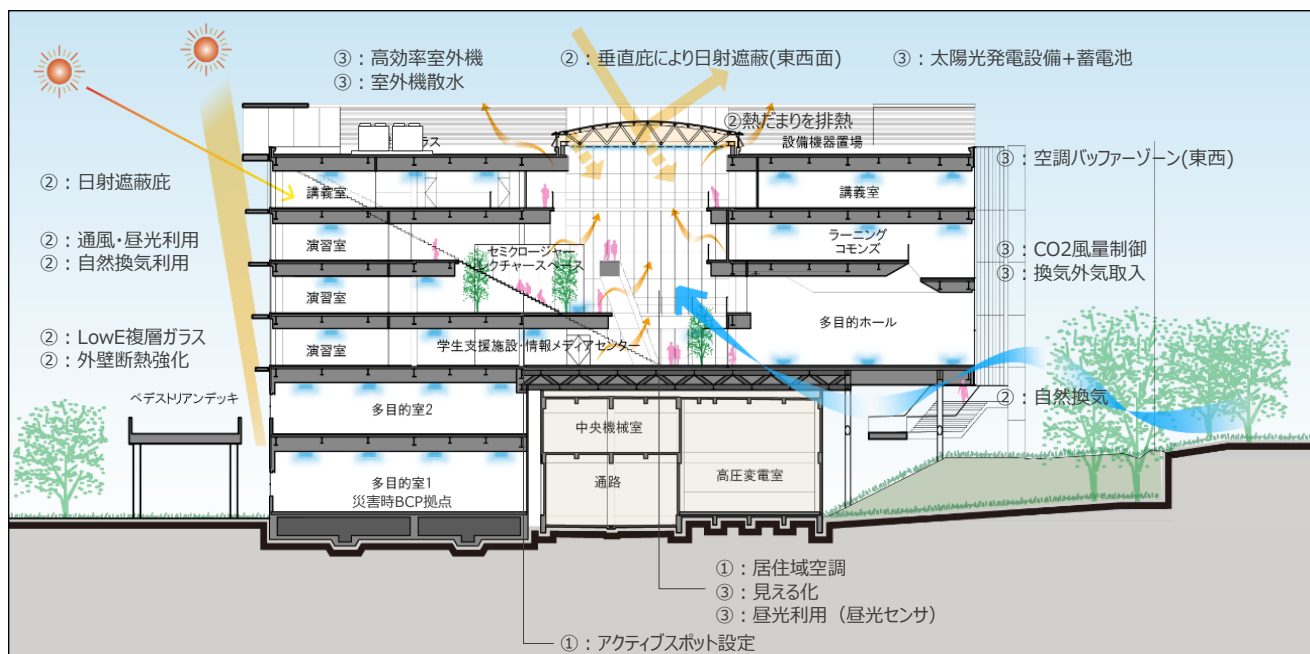 ③：高効率室外機
③：室外機散水
②：垂直庇により日射遮蔽(東西面)
③：太陽光発電設備+蓄電池
②熱だまりを排熱
ラス
設備機器置場
③：空調バッファーゾーン(東西)
②：日射遮蔽庇
講義室
講義室
②：通風・昼光利用
②：自然換気利用
演習室
セミクロージャー
レクチャースペース
ラーニング
コモンズ
③：CO2風量制御
③：換気外気取入
演習室
多目的ホール
②：LowE複層ガラス
②：外壁断熱強化
演習室
学生支援施設・情報メディアセンター
ペデストリアンデッキ
②：自然換気
多目的室2
中央機械室
多目的室1
災害時BCP拠点
通路
高圧変電室
①：居住域空調
③：見える化
③：昼光利用（昼光センサ）
①：アクティブスポット設定